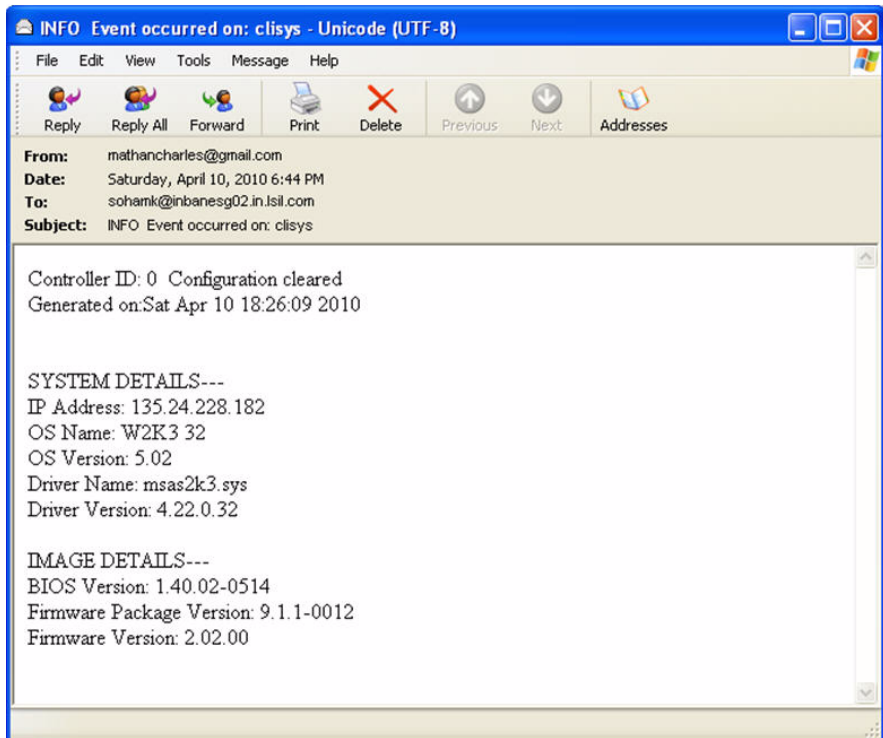 INFO Event occurred on: clisys - Unicode (UTF-8)
File Edit View Tools Message Help
Reply Reply All Forward Print Delete Previous Next Addresses
From: mathancharles@gmail.com
Date: Saturday, April 10, 2010 6:44 PM
To: sohamk@inbanesg02.in.lsil.com
Subject: INFO Event occurred on: clisys
Controller ID: 0 Configuration cleared
Generated on:Sat Apr 10 18:26:09 2010
SYSTEM DETAILS---
IP Address: 135.24.228.182
OS Name: W2K3 32
OS Version: 5.02
Driver Name: msas2k3.sys
Driver Version: 4.22.0.32
IMAGE DETAILS---
BIOS Version: 1.40.02-0514
Firmware Package Version: 9.1.1-0012
Firmware Version: 2.02.00